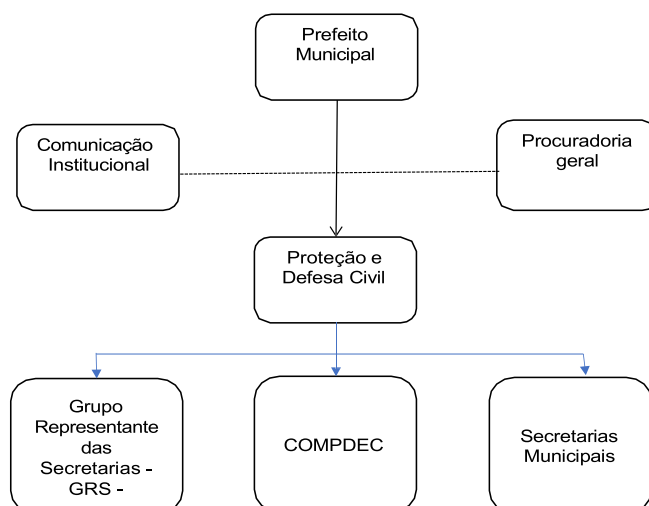 Prefeito
Municipal
Comunicação
Institucional
Procuradoria
geral
Proteção e
Defesa Civil
Grupo
Representante
das
Secretarias -
GRS -
COMPDEC
Secretarias
Municipais